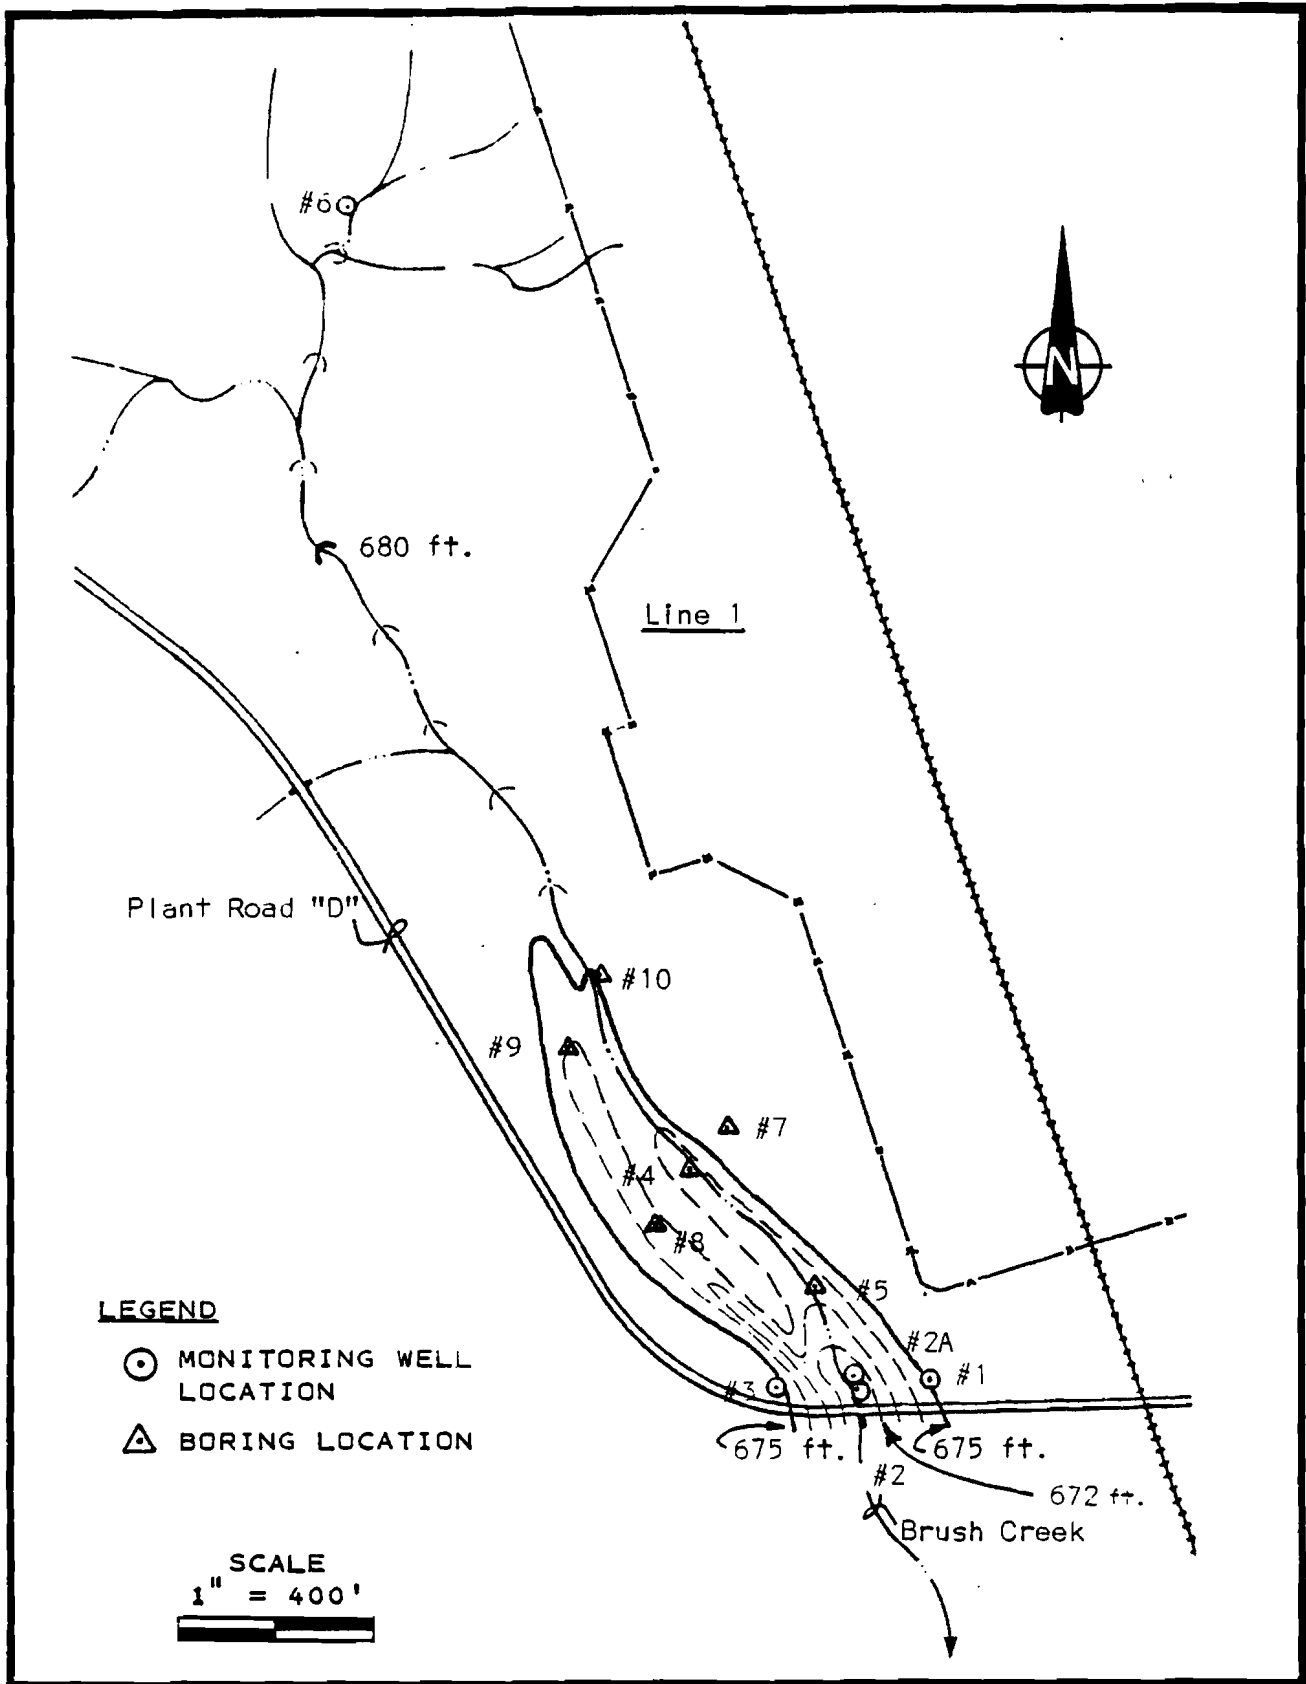 #6
N
680 ft.
Line 1
Plant Road "D"
#10
#9
#7
#4
#8
#5
#2A
#1
#3
LEGEND
MONITORING WELL
LOCATION
BORING LOCATION
675 ft.
675 ft.
#2
672 ft.
Brush Creek
SCALE
1" = 400'